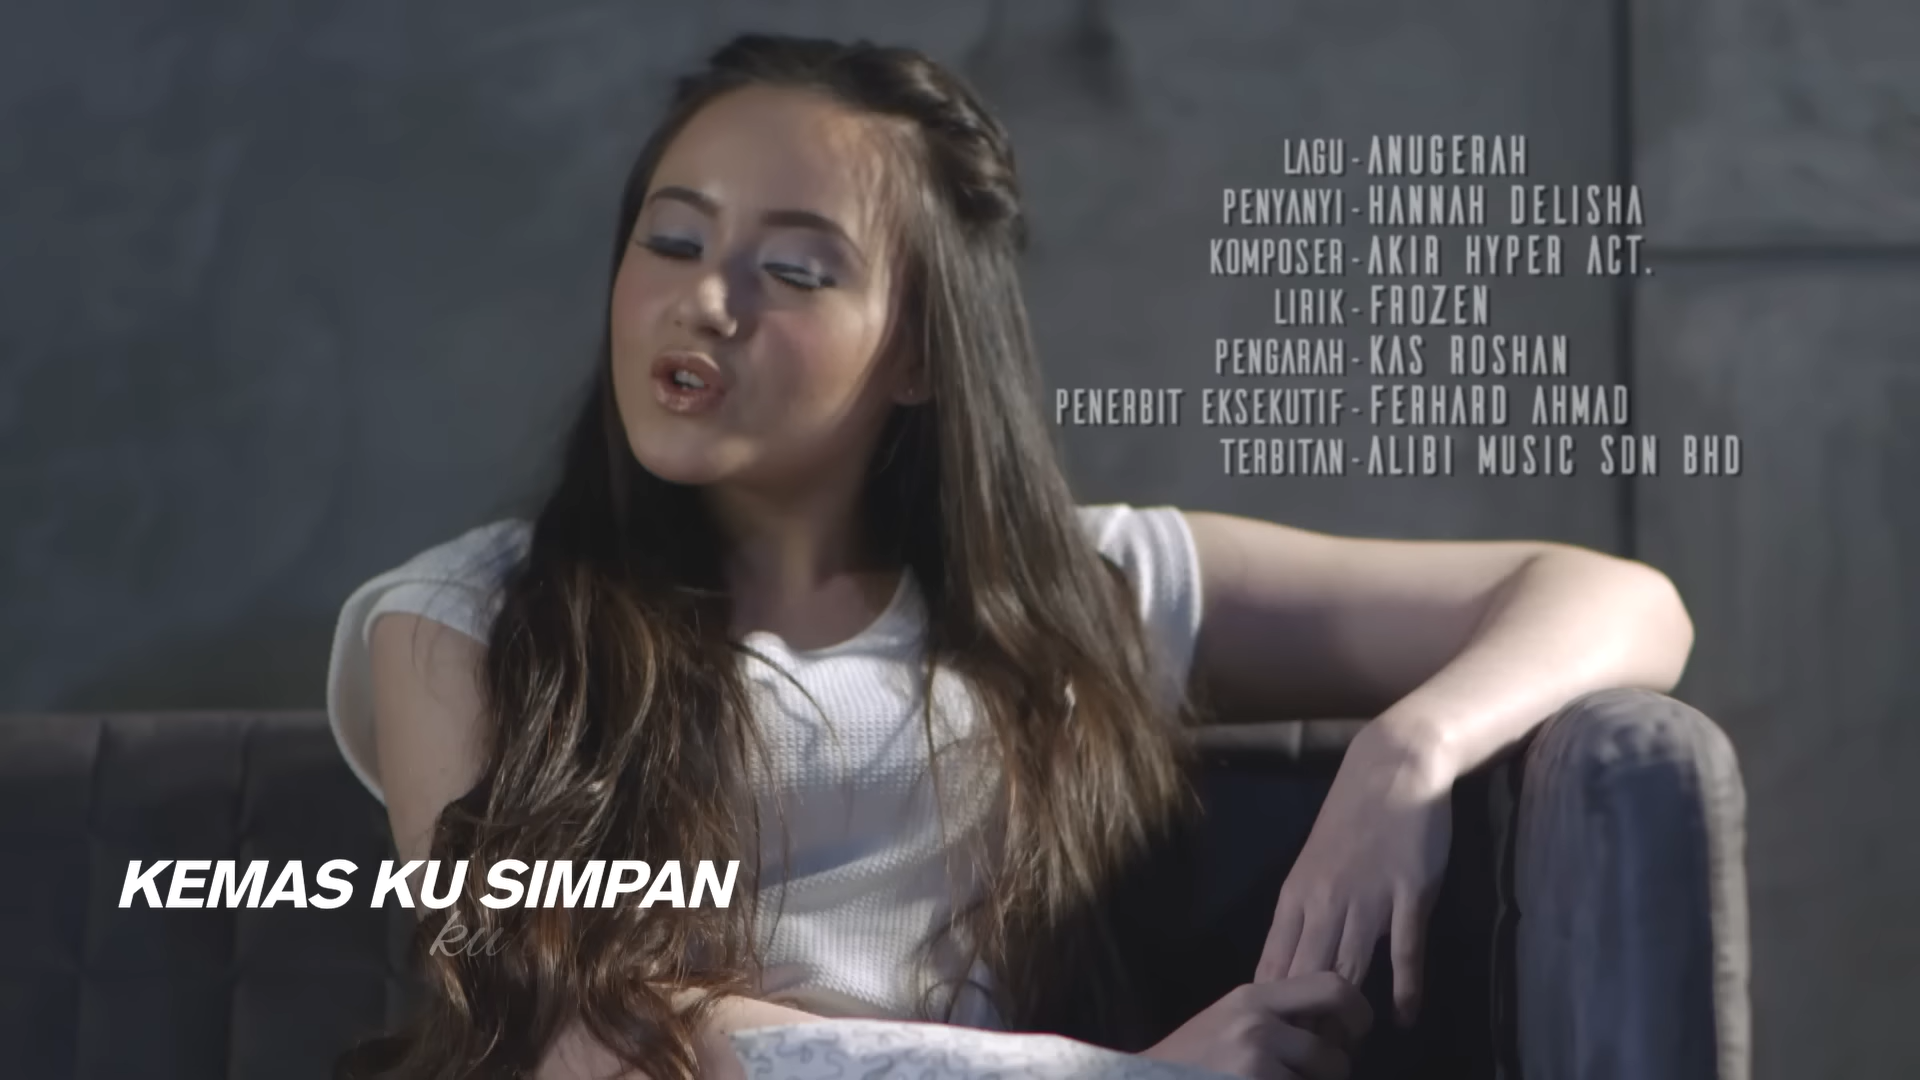 LAGU - ANUGERAH
PENYANYI - HANNAH DELISHA
KOMPOSER - AKIR HYPER ACT.
LIRIK - FROZEN
PENGARAH - KAS ROSHAN
PENERBIT EKSEKUTIF - FERHARD AHMAD
TERBITAN - ALIBI MUSIC SDN BHD
KEMAS KU SIMPAN
ku